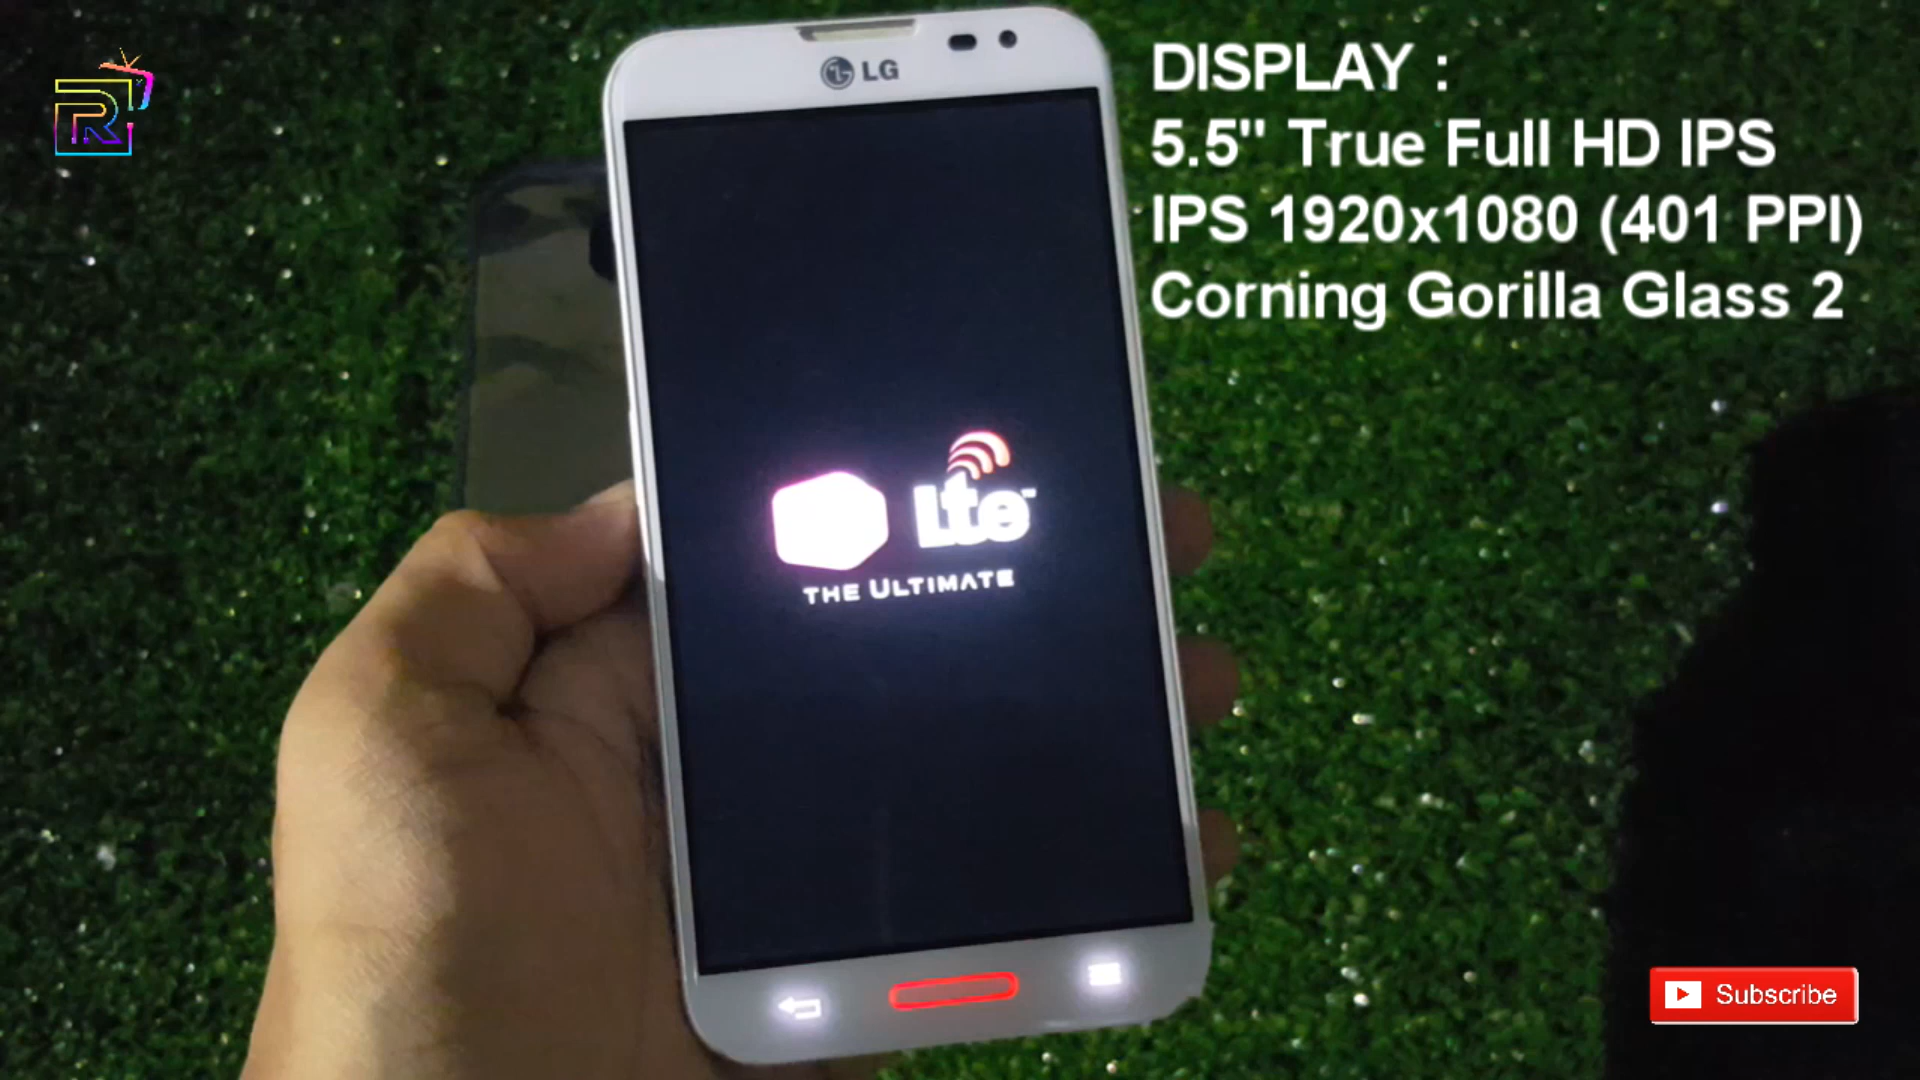 LG
DISPLAY :
5.5" True Full HD IPS
IPS 1920x1080 (401 PPI)
Corning Gorilla Glass 2
Lte™
THE ULTIMATE
Subscribe